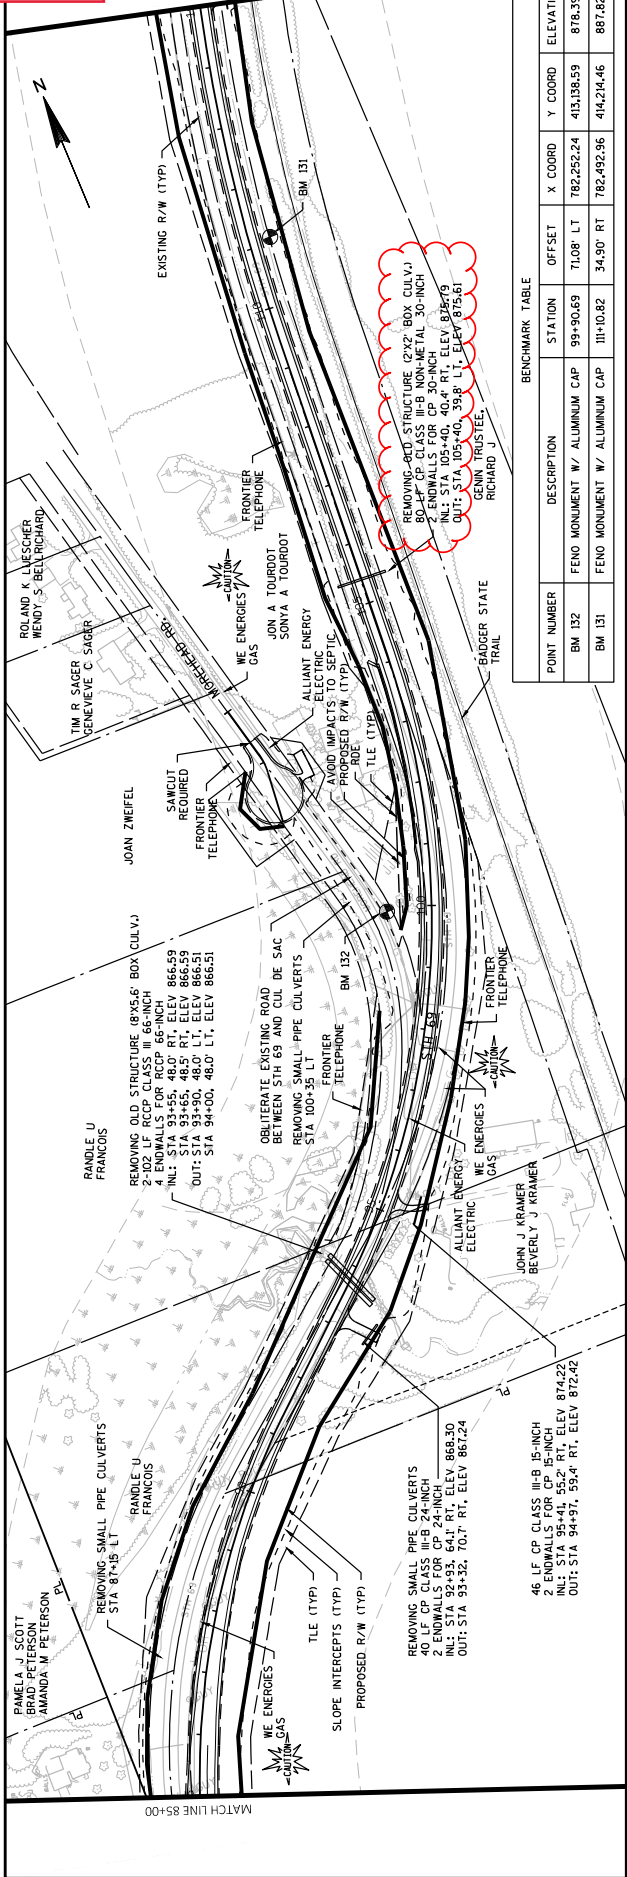 N
EXISTING R/W (TYP)
BM 131
110
ROLAND K LUESCHER
WENDY S BELLRICHARD
TIM R SAGER
GENEVIEVE C SAGER
MOREHEAD RD.
FRONTIER
TELEPHONE
CAUTION
WE ENERGIES
GAS
JON A TOURDOT
SONYA A TOURDOT
ALLIANT ENERGY
ELECTRIC
AVOID IMPACTS TO SEPTIC
PROPOSED R/W (TYP)
RDE
TLE (TYP)
105
REMOVING OLD STRUCTURE (2'X2' BOX CULV.)
80 LF CP CLASS III-B NON-METAL 30-INCH
2 ENDWALLS FOR CP 30-INCH
INL: STA 105+40, 40.4' RT, ELEV 875.79
OUT: STA 105+40, 39.8' LT, ELEV 875.61
GENIN TRUSTEE,
RICHARD J
BADGER STATE
TRAIL
JOAN ZWEIFEL
SAWCUT
REQUIRED
FRONTIER
TELEPHONE
BM 132
100
STH 69
STH 69
FRONTIER
TELEPHONE
CAUTION
WE ENERGIES
GAS
ALLIANT ENERGY
ELECTRIC
OBLITERATE EXISTING ROAD
BETWEEN STH 69 AND CUL DE SAC
REMOVING SMALL PIPE CULVERTS
STA 100+35 LT
FRONTIER
TELEPHONE
RANDLE U
FRANCOIS
REMOVING OLD STRUCTURE (8'X5.6' BOX CULV.)
2-102 LF RCCP CLASS III 66-INCH
4 ENDWALLS FOR RCCP 66-INCH
INL: STA 93+55, 48.0' RT, ELEV 866.59
STA 93+65, 48.5' RT, ELEV 866.59
OUT: STA 93+90, 48.0' LT, ELEV 866.51
STA 94+00, 48.0' LT, ELEV 866.51
95
JOHN J KRAMER
BEVERLY J KRAMER
PL
46 LF CP CLASS III-B 15-INCH
2 ENDWALLS FOR CP 15-INCH
INL: STA 95+41, 55.2' RT, ELEV 874.22
OUT: STA 94+97, 59.4' RT, ELEV 872.42
REMOVING SMALL PIPE CULVERTS
40 LF CP CLASS III-B 24-INCH
2 ENDWALLS FOR CP 24-INCH
INL: STA 92+93, 64.1' RT, ELEV 868.30
OUT: STA 93+32, 70.7' RT, ELEV 867.24
RANDLE U
FRANCOIS
REMOVING SMALL PIPE CULVERTS
STA 87+15 LT
PAMELA J SCOTT
BRAD PETERSON
AMANDA M PETERSON
PL
PL
TLE (TYP)
SLOPE INTERCEPTS (TYP)
PROPOSED R/W (TYP)
WE ENERGIES
GAS
CAUTION
MATCH LINE 85+00
BENCHMARK TABLE
POINT NUMBER DESCRIPTION STATION OFFSET X COORD Y COORD
BM 132 FENO MONUMENT W/ ALUMINUM CAP 99+90.69 71.08' LT 782,252.24 413,138.59
BM 131 FENO MONUMENT W/ ALUMINUM CAP 111+10.82 34.90' RT 782,492.96 414,214.46